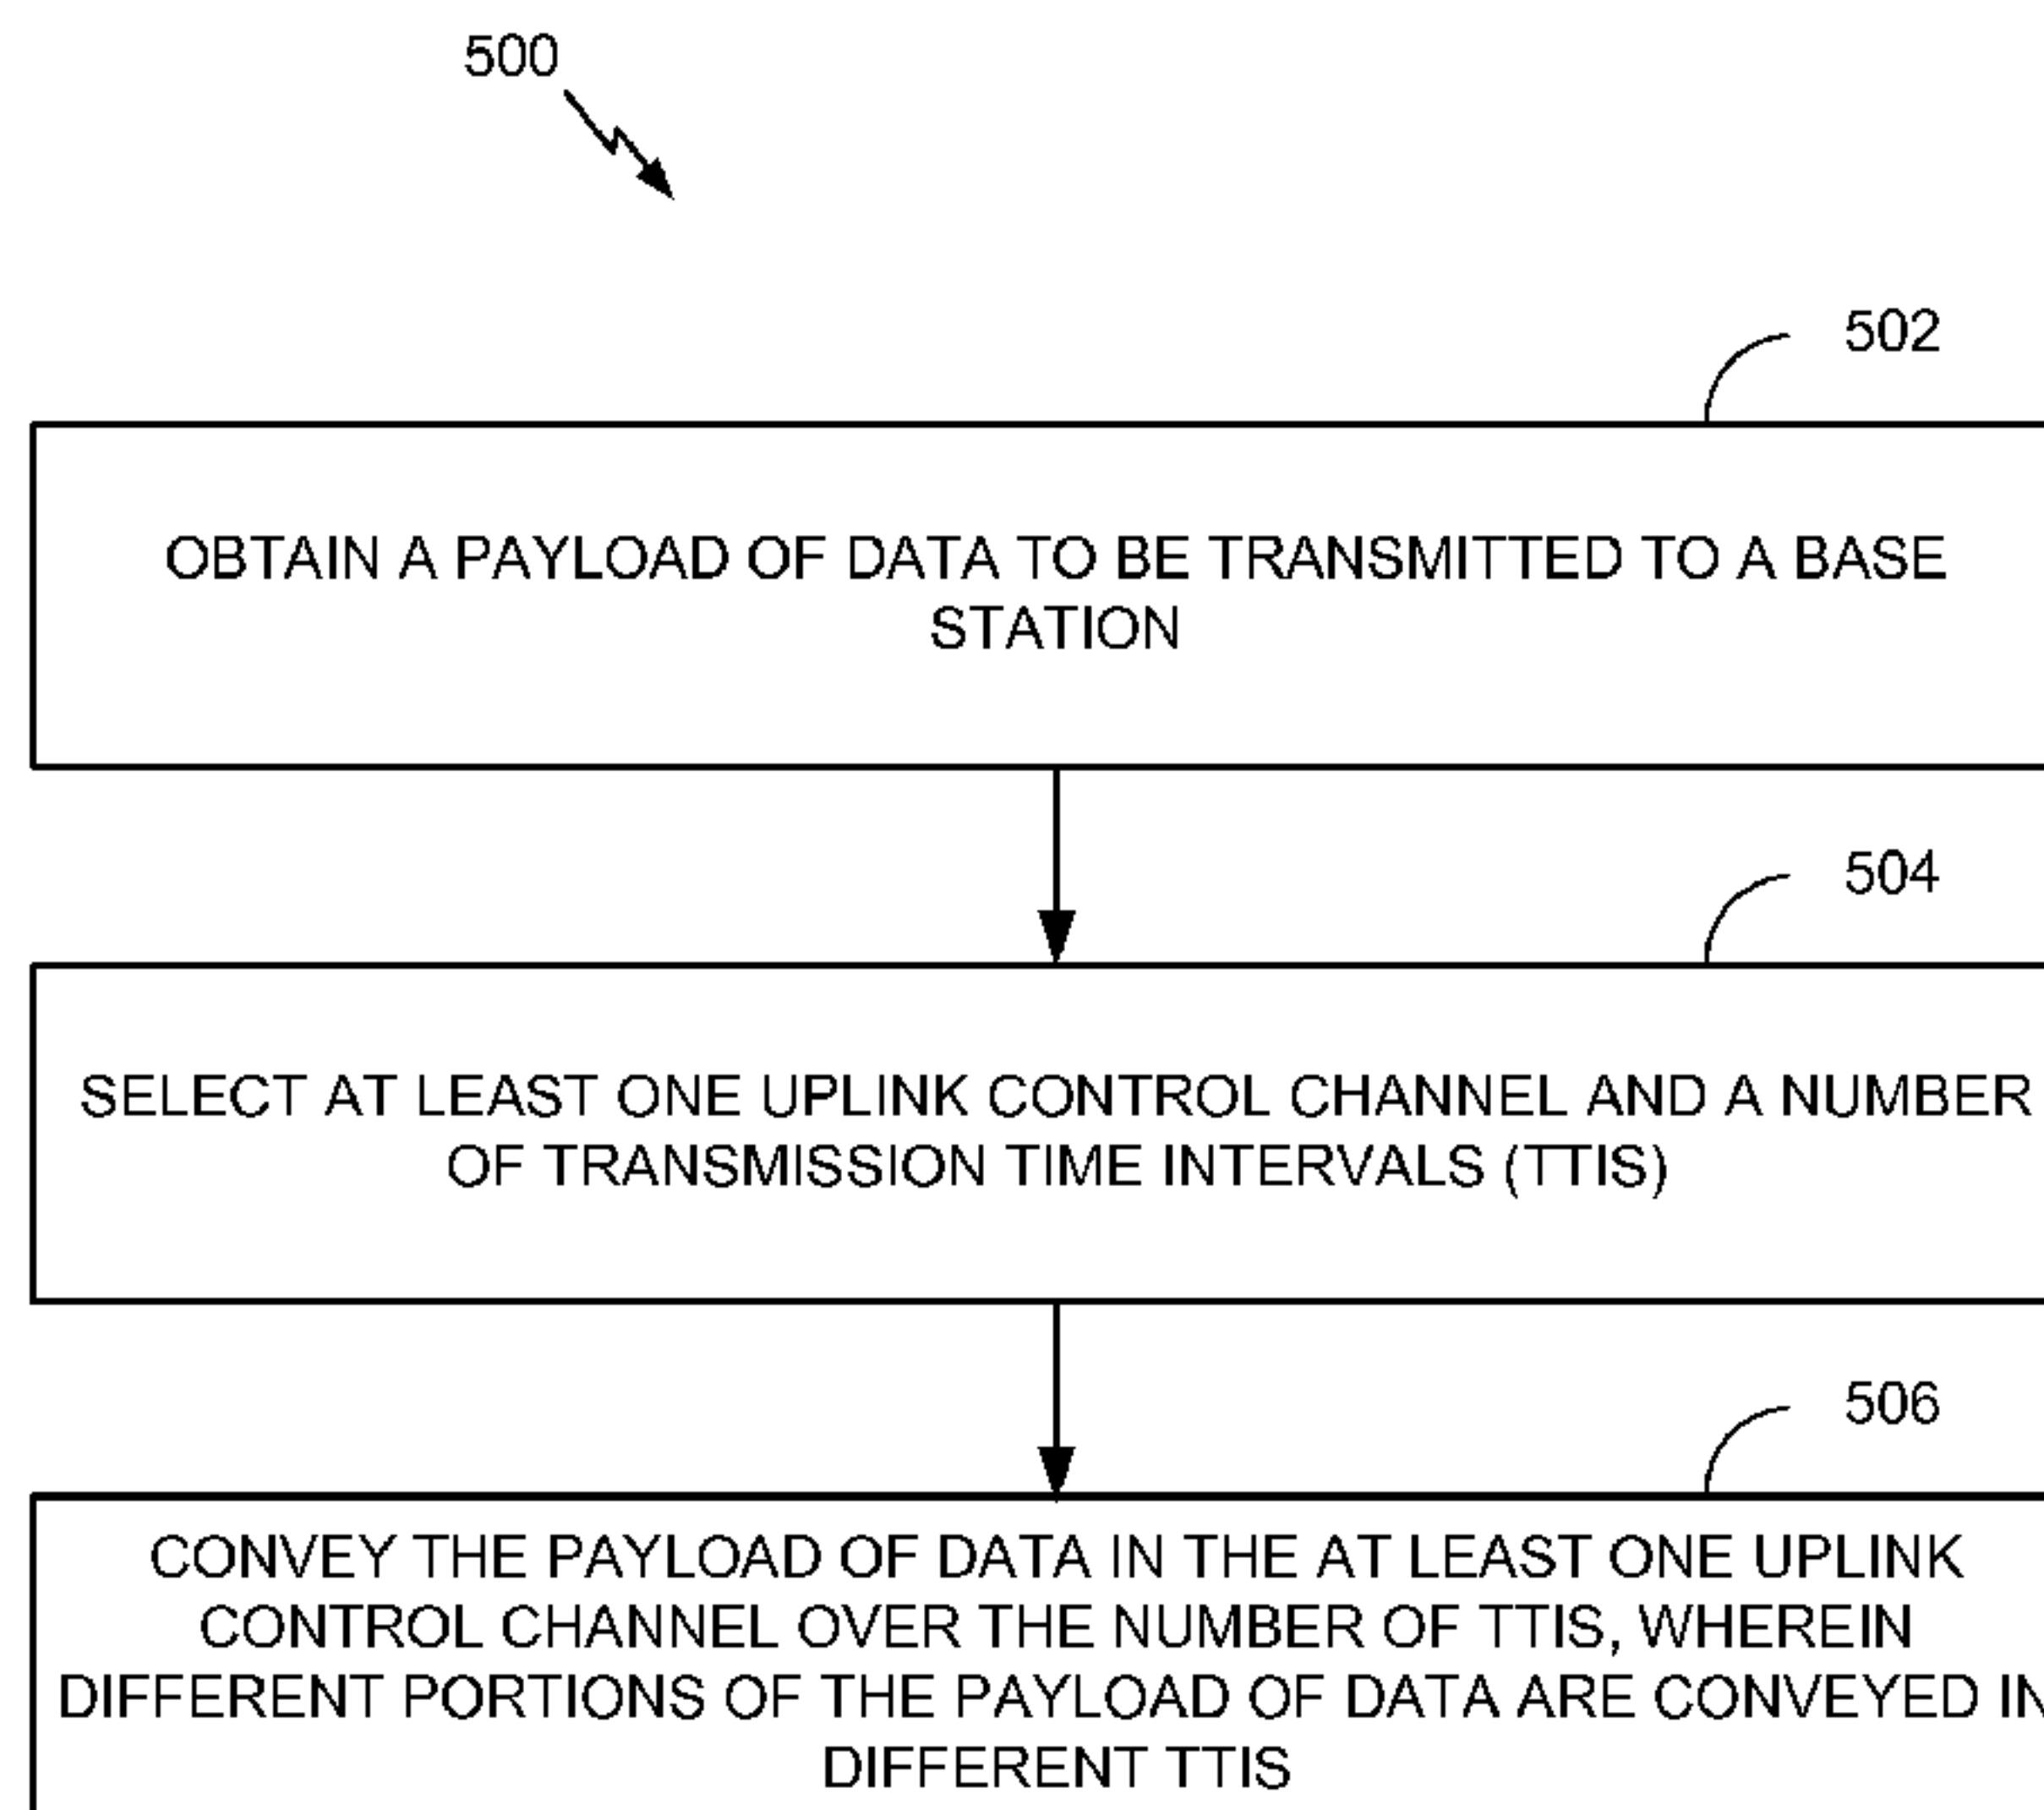 500
502
OBTAIN A PAYLOAD OF DATA TO BE TRANSMITTED TO A BASE
STATION
504
SELECT AT LEAST ONE UPLINK CONTROL CHANNEL AND A NUMBER
OF TRANSMISSION TIME INTERVALS (TTIS)
506
CONVEY THE PAYLOAD OF DATA IN THE AT LEAST ONE UPLINK
CONTROL CHANNEL OVER THE NUMBER OF TTIS, WHEREIN
DIFFERENT PORTIONS OF THE PAYLOAD OF DATA ARE CONVEYED IN
DIFFERENT TTIS